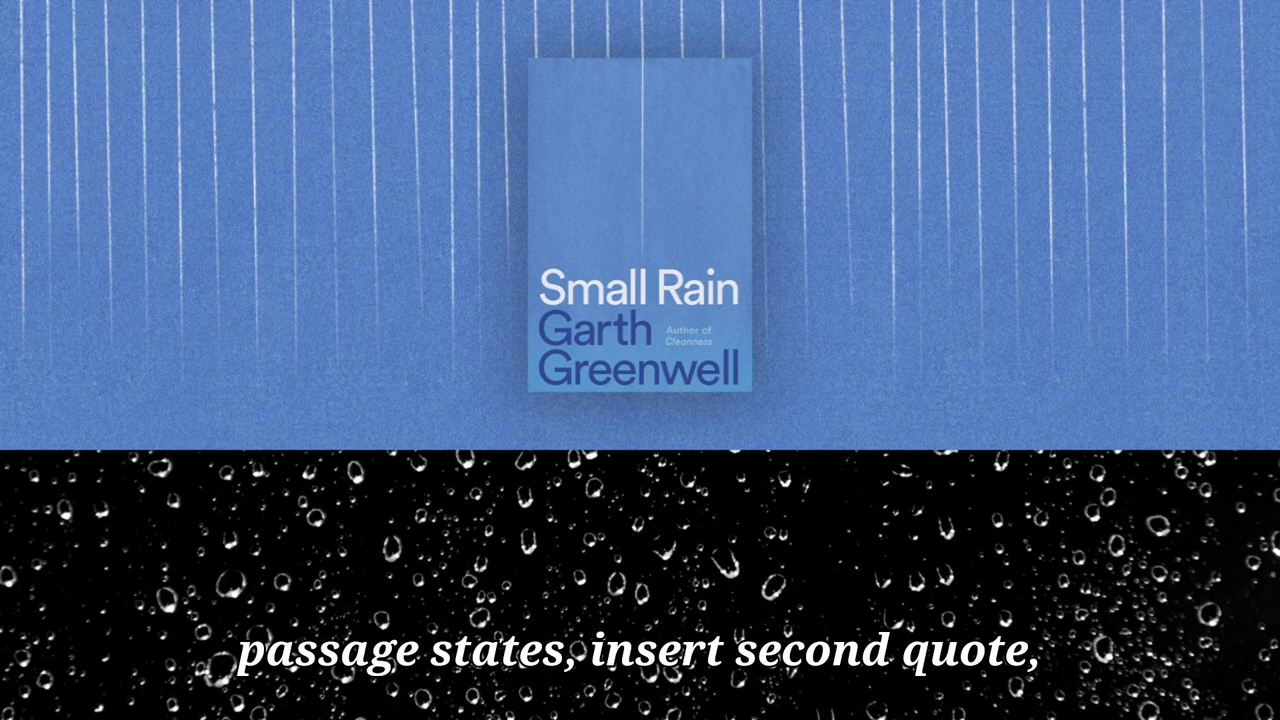 Small Rain
Garth
Author of
Cleanness
Greenwell
passage states, insert second quote,